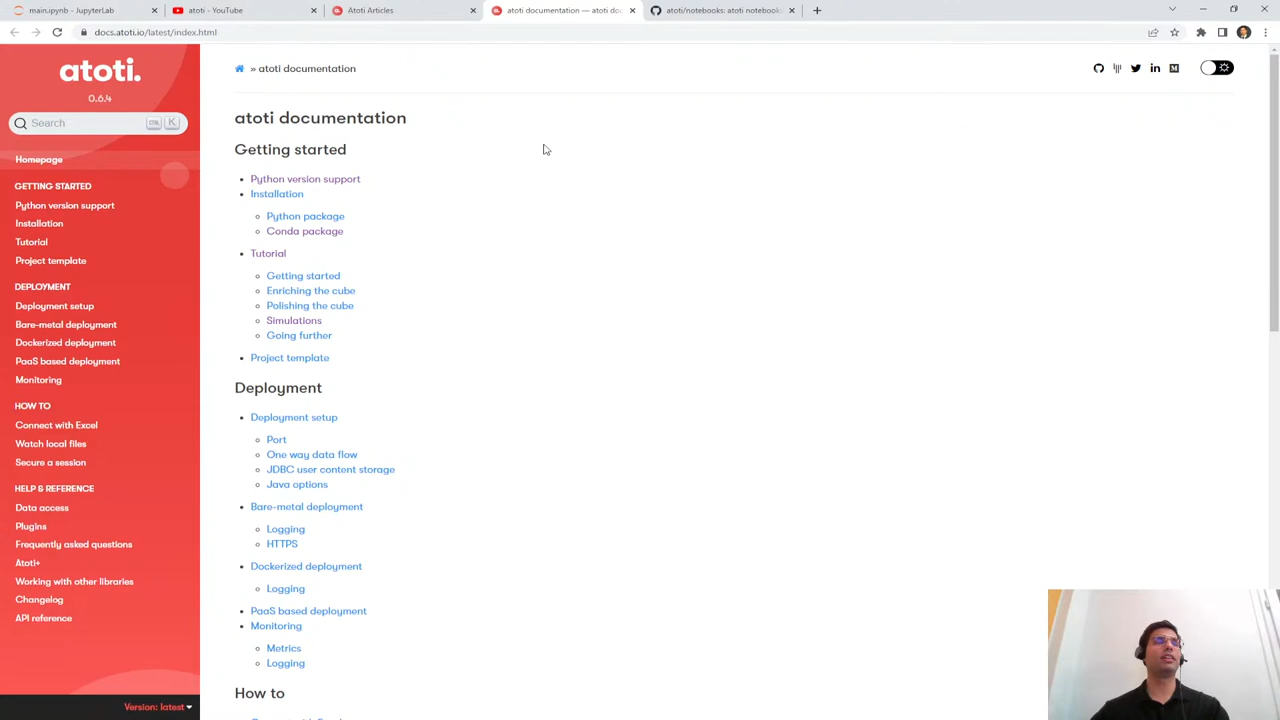 main.ipynb - JupyterLab
atoti - YouTube
Atoti Articles
atoti documentation — atoti doc
atoti/notebooks: atoti notebook
docs.atoti.io/latest/index.html
atoti.
0.6.4
Search CTRL K
Homepage
GETTING STARTED
Python version support
Installation
Tutorial
Project template
DEPLOYMENT
Deployment setup
Bare-metal deployment
Dockerized deployment
PaaS based deployment
Monitoring
HOW TO
Connect with Excel
Watch local files
Secure a session
HELP & REFERENCE
Data access
Plugins
Frequently asked questions
Atoti+
Working with other libraries
Changelog
API reference
Version: latest
» atoti documentation
atoti documentation
Getting started
Python version support
Installation
Python package
Conda package
Tutorial
Getting started
Enriching the cube
Polishing the cube
Simulations
Going further
Project template
Deployment
Deployment setup
Port
One way data flow
JDBC user content storage
Java options
Bare-metal deployment
Logging
HTTPS
Dockerized deployment
Logging
PaaS based deployment
Monitoring
Metrics
Logging
How to